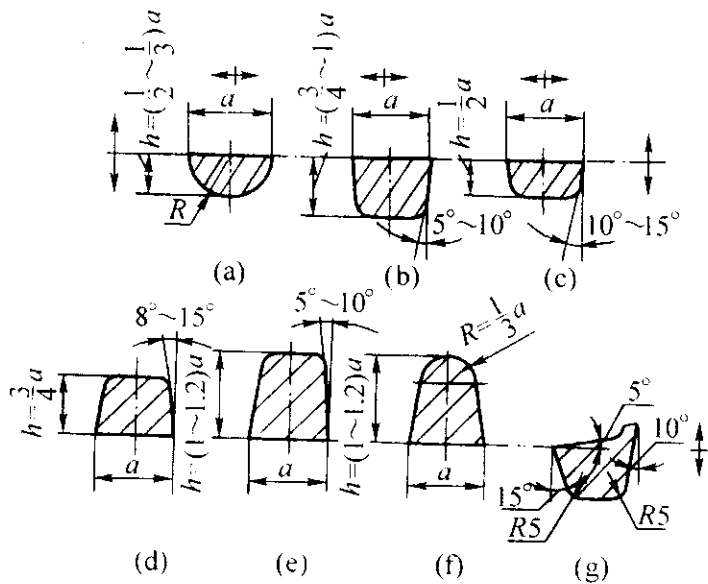 h=(1/2~1/3)a
a
R
(a)
h=(3/4~1)a
a
5°~10°
(b)
h=1/2a
a
10°~15°
(c)
8°~15°
h=3/4a
a
(d)
5°~10°
h=(1~1.2)a
a
(e)
R=1/3a
h=(1~1.2)a
a
(f)
5°
10°
15°
R5
R5
(g)